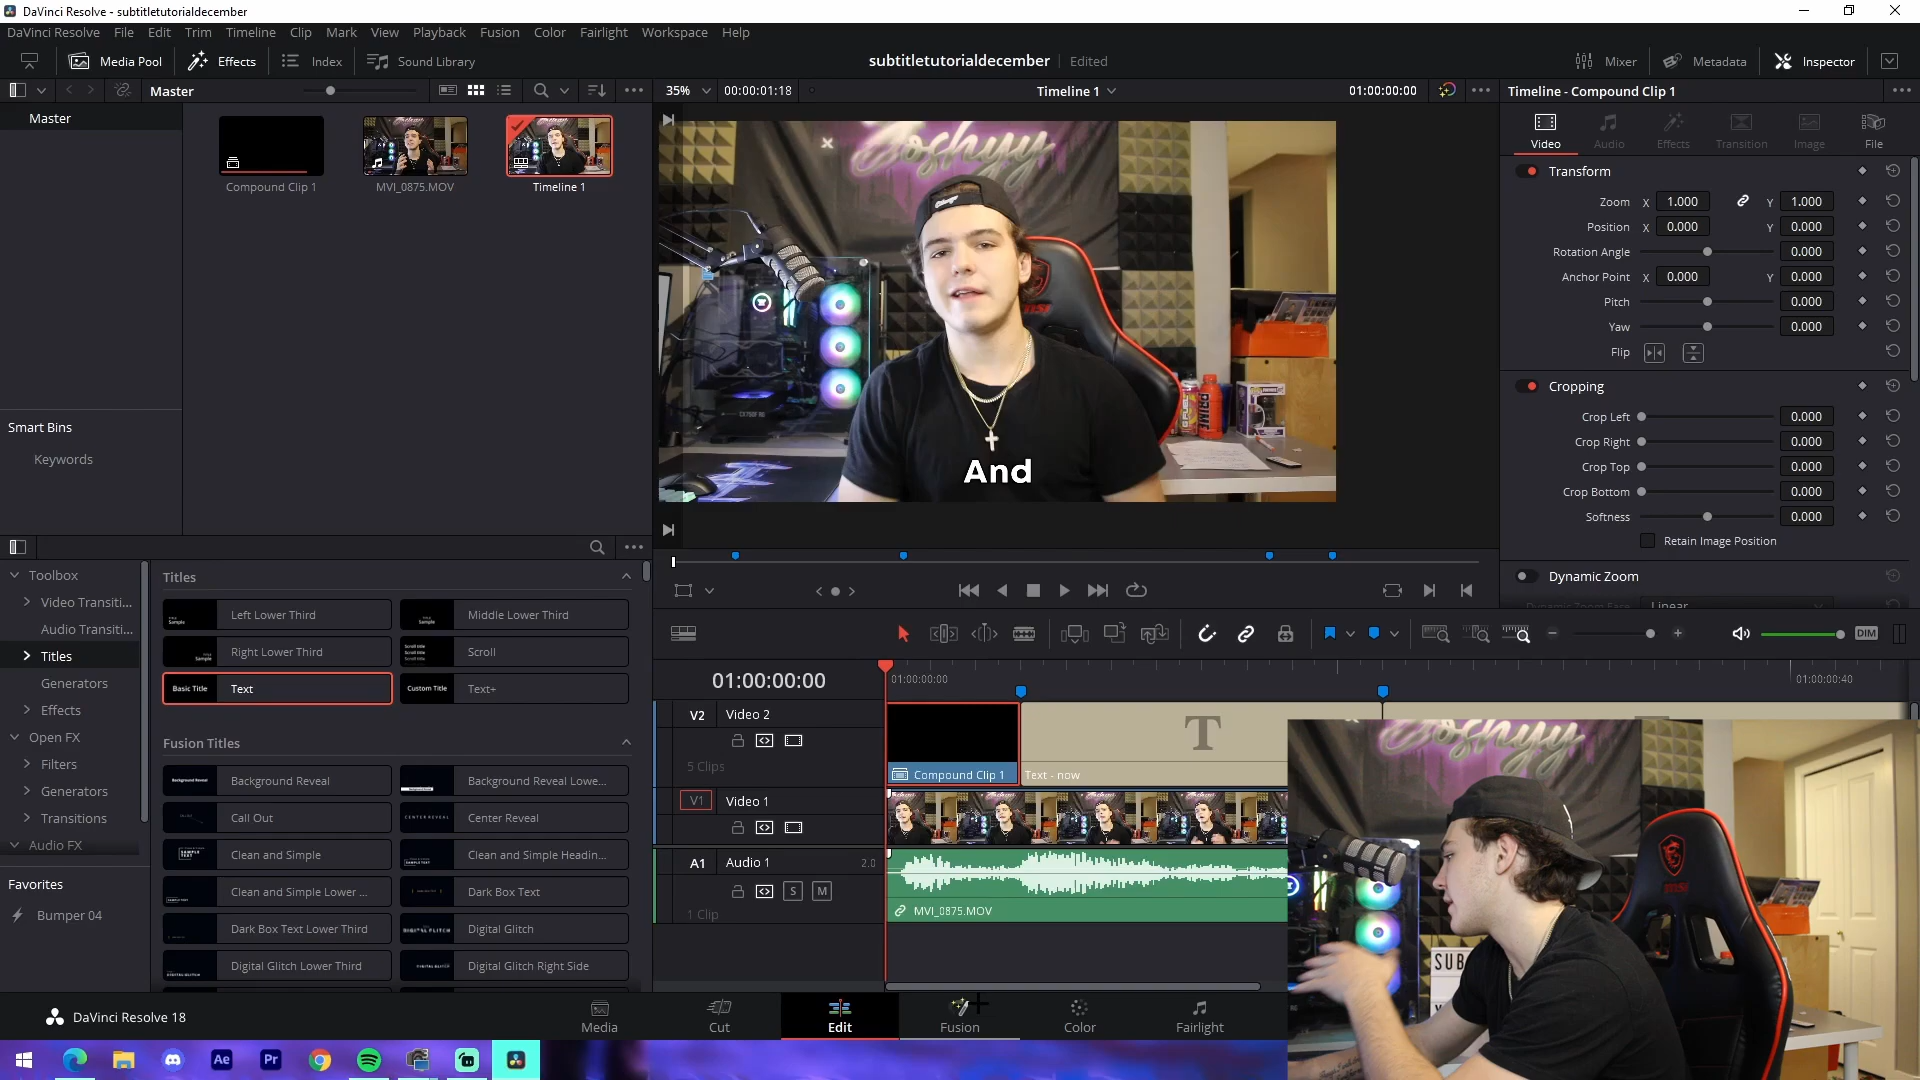 DaVinci Resolve - subtitletutorialdecember
DaVinci Resolve File Edit Trim Timeline Clip Mark View Playback Fusion Color Fairlight Workspace Help
Media Pool Effects Index Sound Library
subtitletutorialdecember Edited
Mixer Metadata Inspector
Master
35% 00:00:01:18 Timeline 1 01:00:00:00
Timeline - Compound Clip 1
Master
Compound Clip 1 MVI_0875.MOV Timeline 1
Smart Bins
Keywords
Joshyy
And
Video Audio Effects Transition Image File
Transform
Zoom X 1.000 Y 1.000
Position X 0.000 Y 0.000
Rotation Angle 0.000
Anchor Point X 0.000 Y 0.000
Pitch 0.000
Yaw 0.000
Flip
Cropping
Crop Left 0.000
Crop Right 0.000
Crop Top 0.000
Crop Bottom 0.000
Softness 0.000
Retain Image Position
Dynamic Zoom
Dynamic Zoom Ease Linear
Toolbox
Video Transiti...
Audio Transiti...
Titles
Generators
Effects
Open FX
Filters
Generators
Transitions
Audio FX
Favorites
Bumper 04
Titles
Left Lower Third
Middle Lower Third
Right Lower Third
Scroll
Basic Title Text
Custom Title Text+
Fusion Titles
Background Reveal
Background Reveal Lowe...
Call Out
Center Reveal
Clean and Simple
Clean and Simple Headin...
Clean and Simple Lower ...
Dark Box Text
Dark Box Text Lower Third
Digital Glitch
Digital Glitch Lower Third
Digital Glitch Right Side
DIM
01:00:00:00
01:00:00:00
01:00:00:40
V2 Video 2
5 Clips
Compound Clip 1
T
Text - now
V1 Video 1
A1 Audio 1 2.0
S M
1 Clip
MVI_0875.MOV
Joshyy
msi
SUB
DaVinci Resolve 18
Media Cut Edit Fusion Color Fairlight
Ae Pr